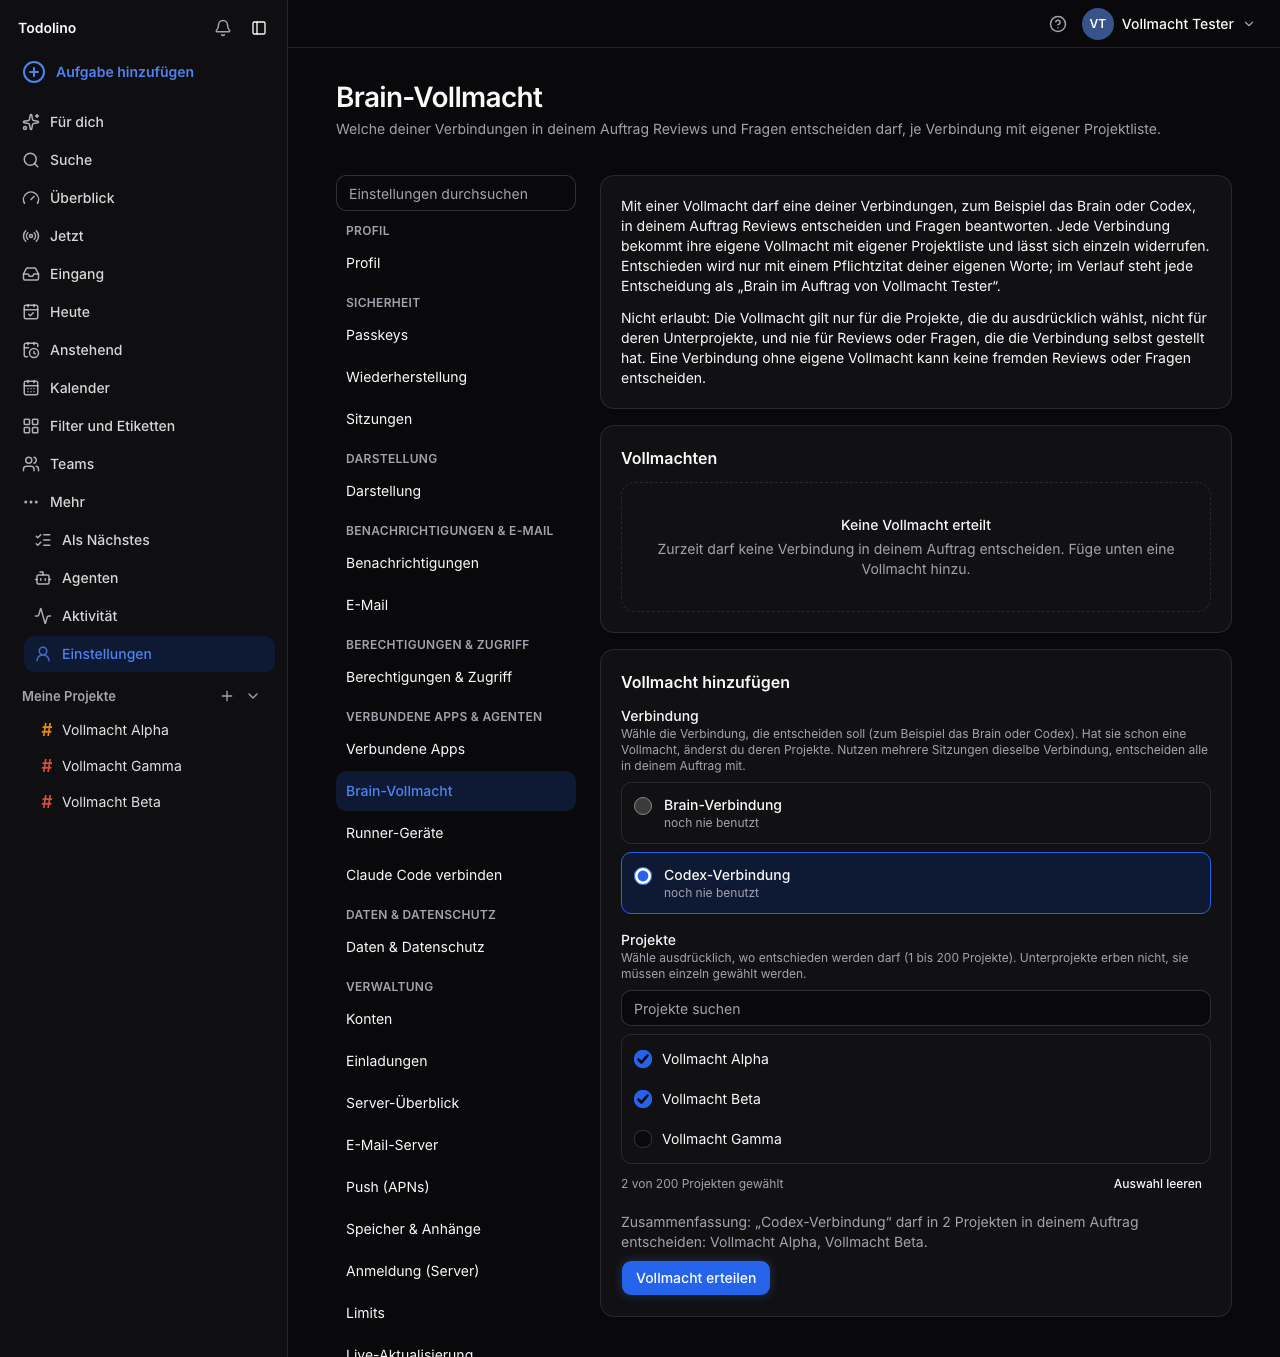 Todolino
Aufgabe hinzufügen
Für dich
Suche
Überblick
Jetzt
Eingang
Heute
Anstehend
Kalender
Filter und Etiketten
Teams
Mehr
Als Nächstes
Agenten
Aktivität
Einstellungen
Meine Projekte
# Vollmacht Alpha
# Vollmacht Gamma
# Vollmacht Beta
VT Vollmacht Tester
Brain-Vollmacht
Welche deiner Verbindungen in deinem Auftrag Reviews und Fragen entscheiden darf, je Verbindung mit eigener Projektliste.
Einstellungen durchsuchen
PROFIL
Profil
SICHERHEIT
Passkeys
Wiederherstellung
Sitzungen
DARSTELLUNG
Darstellung
BENACHRICHTIGUNGEN & E-MAIL
Benachrichtigungen
E-Mail
BERECHTIGUNGEN & ZUGRIFF
Berechtigungen & Zugriff
VERBUNDENE APPS & AGENTEN
Verbundene Apps
Brain-Vollmacht
Runner-Geräte
Claude Code verbinden
DATEN & DATENSCHUTZ
Daten & Datenschutz
VERWALTUNG
Konten
Einladungen
Server-Überblick
E-Mail-Server
Push (APNs)
Speicher & Anhänge
Anmeldung (Server)
Limits
Live-Aktualisierung
Mit einer Vollmacht darf eine deiner Verbindungen, zum Beispiel das Brain oder Codex,
in deinem Auftrag Reviews entscheiden und Fragen beantworten. Jede Verbindung
bekommt ihre eigene Vollmacht mit eigener Projektliste und lässt sich einzeln widerrufen.
Entschieden wird nur mit einem Pflichtzitat deiner eigenen Worte; im Verlauf steht jede
Entscheidung als „Brain im Auftrag von Vollmacht Tester“.
Nicht erlaubt: Die Vollmacht gilt nur für die Projekte, die du ausdrücklich wählst, nicht für
deren Unterprojekte, und nie für Reviews oder Fragen, die die Verbindung selbst gestellt
hat. Eine Verbindung ohne eigene Vollmacht kann keine fremden Reviews oder Fragen
entscheiden.
Vollmachten
Keine Vollmacht erteilt
Zurzeit darf keine Verbindung in deinem Auftrag entscheiden. Füge unten eine
Vollmacht hinzu.
Vollmacht hinzufügen
Verbindung
Wähle die Verbindung, die entscheiden soll (zum Beispiel das Brain oder Codex). Hat sie schon eine
Vollmacht, änderst du deren Projekte. Nutzen mehrere Sitzungen dieselbe Verbindung, entscheiden alle
in deinem Auftrag mit.
Brain-Verbindung
noch nie benutzt
Codex-Verbindung
noch nie benutzt
Projekte
Wähle ausdrücklich, wo entschieden werden darf (1 bis 200 Projekte). Unterprojekte erben nicht, sie
müssen einzeln gewählt werden.
Projekte suchen
Vollmacht Alpha
Vollmacht Beta
Vollmacht Gamma
2 von 200 Projekten gewählt
Auswahl leeren
Zusammenfassung: „Codex-Verbindung“ darf in 2 Projekten in deinem Auftrag
entscheiden: Vollmacht Alpha, Vollmacht Beta.
Vollmacht erteilen